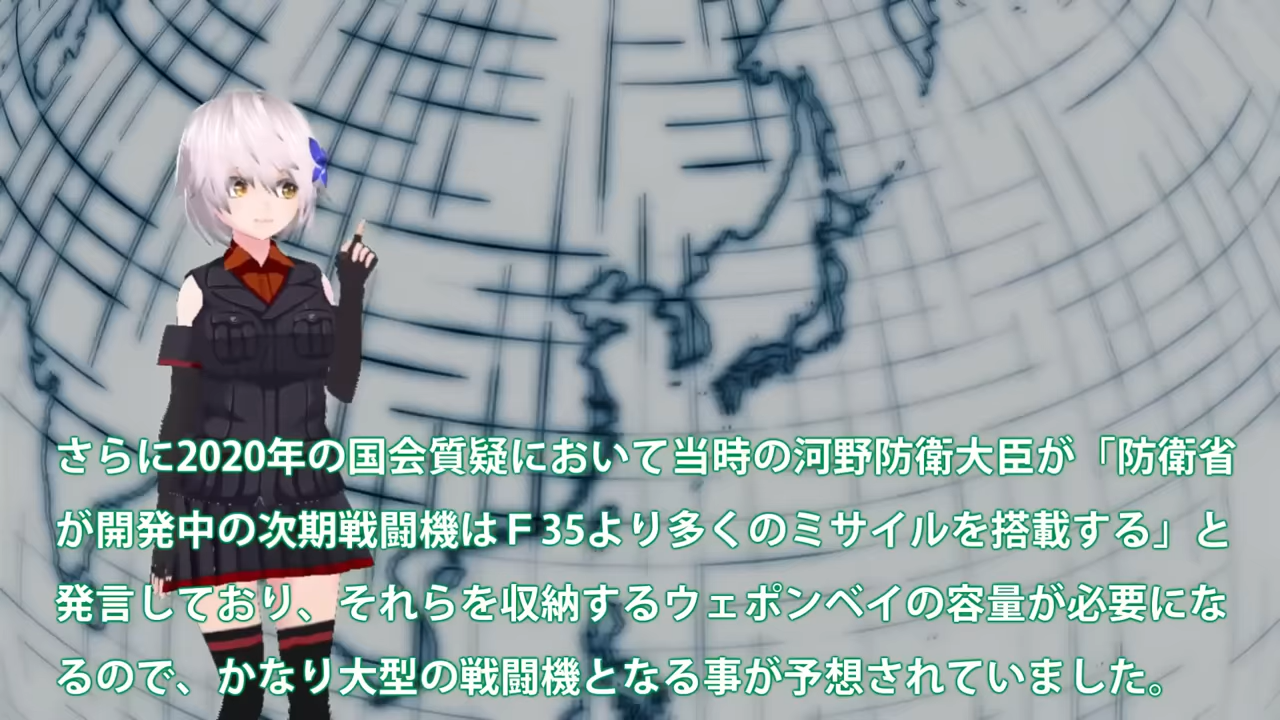 さらに2020年の国会質疑において当時の河野防衛大臣が「防衛省
が開発中の次期戦闘機はＦ35より多くのミサイルを搭載する」と
発言しており、それらを収納するウェポンベイの容量が必要にな
るので、かなり大型の戦闘機となる事が予想されていました。